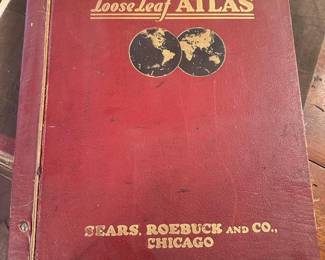 Loose Leaf ATLAS
SEARS, ROEBUCK AND CO.,
CHICAGO